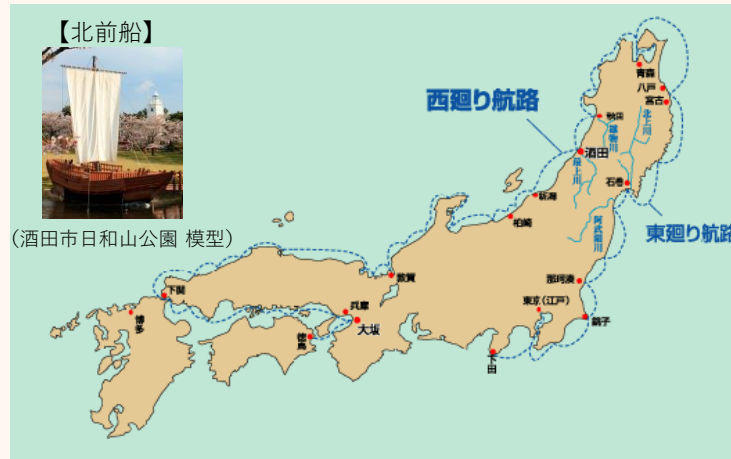 【北前船】
(酒田市日和山公園 模型)
西廻り航路
東廻り航路
青森
八戸
宮古
秋田
雄物川
北上川
酒田
最上川
石巻
新潟
柏崎
阿武隈川
那珂湊
東京(江戸)
銚子
下田
敦賀
兵庫
大坂
徳島
下関
博多